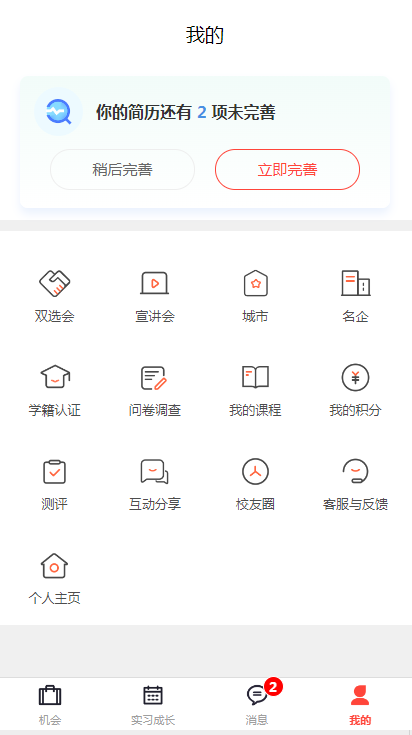 我的
你的简历还有 2 项未完善
稍后完善 立即完善
双选会 宣讲会 城市 名企
学籍认证 问卷调查 我的课程 我的积分
测评 互动分享 校友圈 客服与反馈
个人主页
2
机会 实习成长 消息 我的